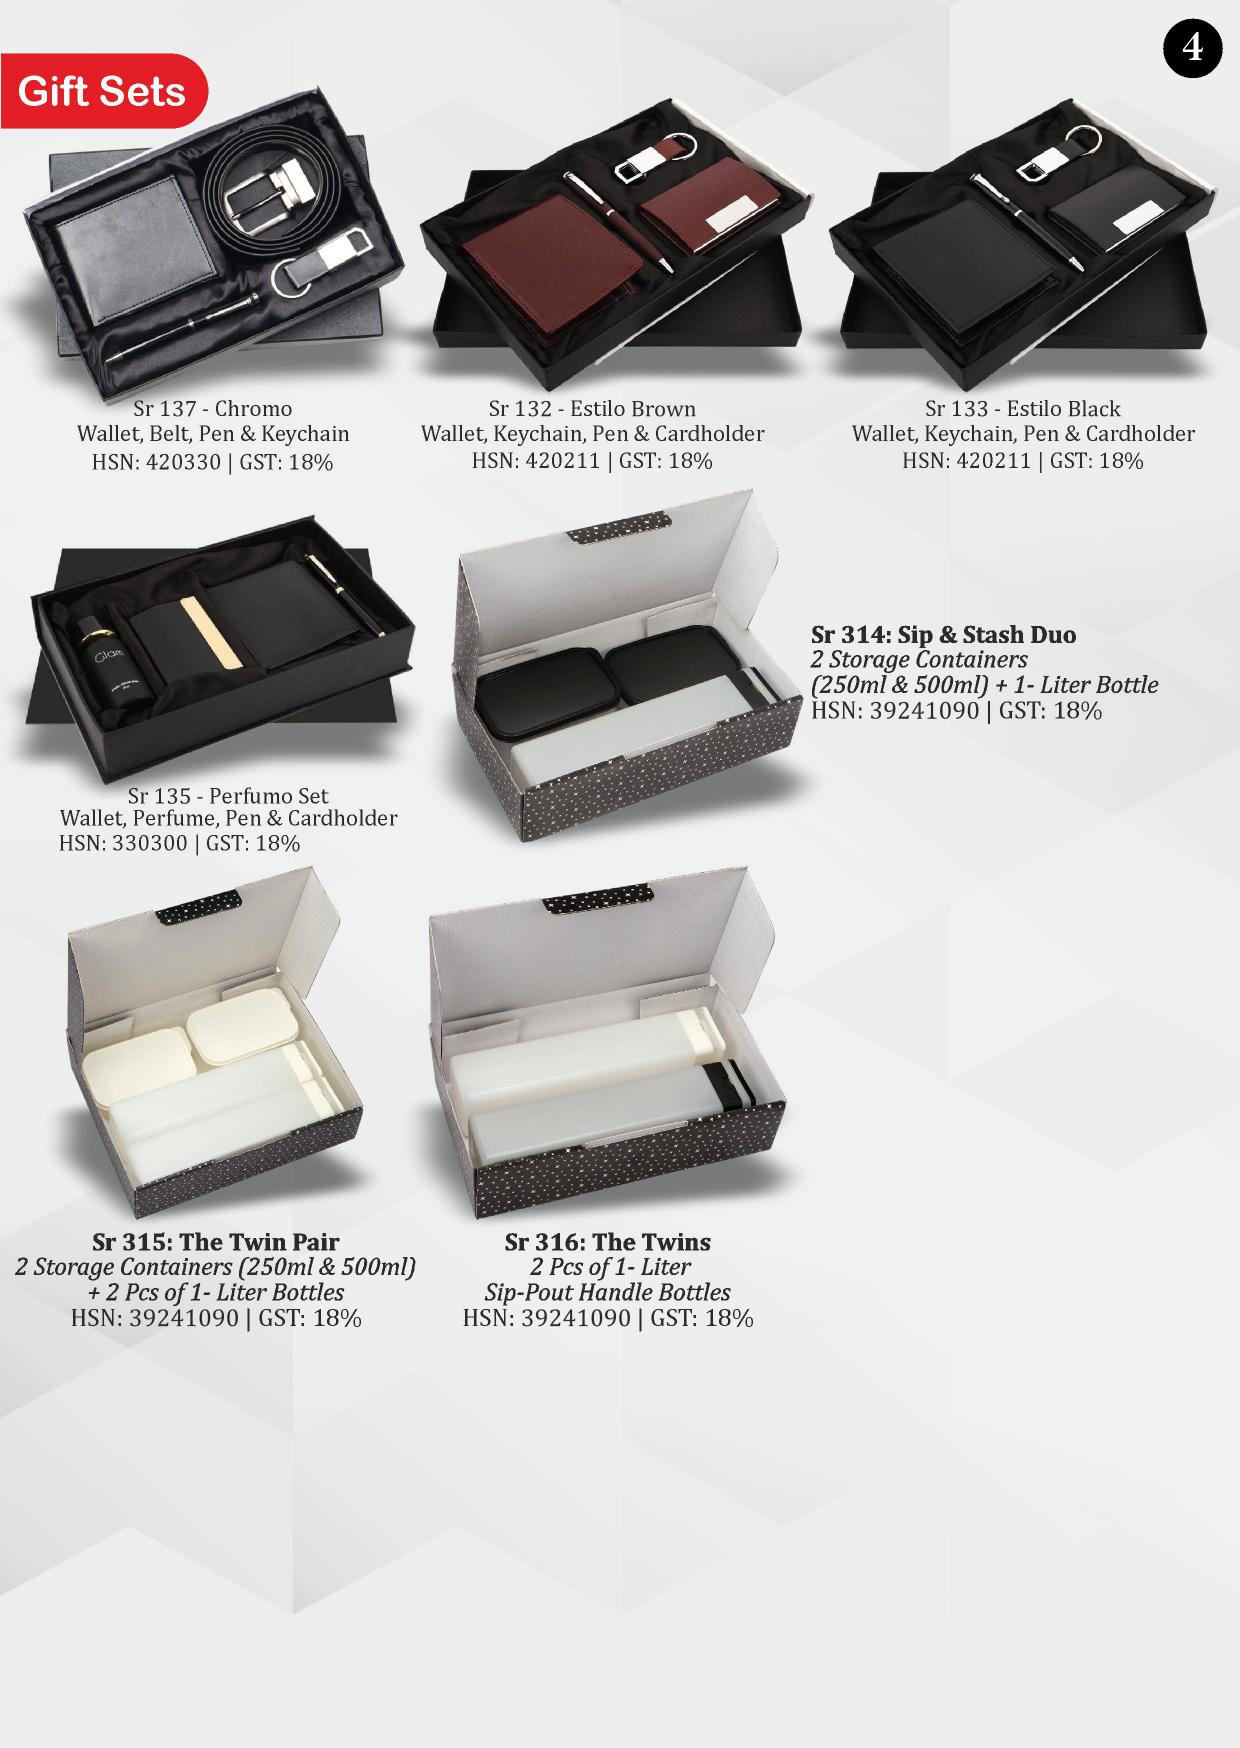 4
Gift Sets
Sr 137 - Chromo
Wallet, Belt, Pen & Keychain
HSN: 420330 | GST: 18%
Sr 132 - Estilo Brown
Wallet, Keychain, Pen & Cardholder
HSN: 420211 | GST: 18%
Sr 133 - Estilo Black
Wallet, Keychain, Pen & Cardholder
HSN: 420211 | GST: 18%
Glam
Sr 135 - Perfumo Set
Wallet, Perfume, Pen & Cardholder
HSN: 330300 | GST: 18%
Sr 314: Sip & Stash Duo
2 Storage Containers
(250ml & 500ml) + 1- Liter Bottle
HSN: 39241090 | GST: 18%
Sr 315: The Twin Pair
2 Storage Containers (250ml & 500ml)
+ 2 Pcs of 1- Liter Bottles
HSN: 39241090 | GST: 18%
Sr 316: The Twins
2 Pcs of 1- Liter
Sip-Pout Handle Bottles
HSN: 39241090 | GST: 18%